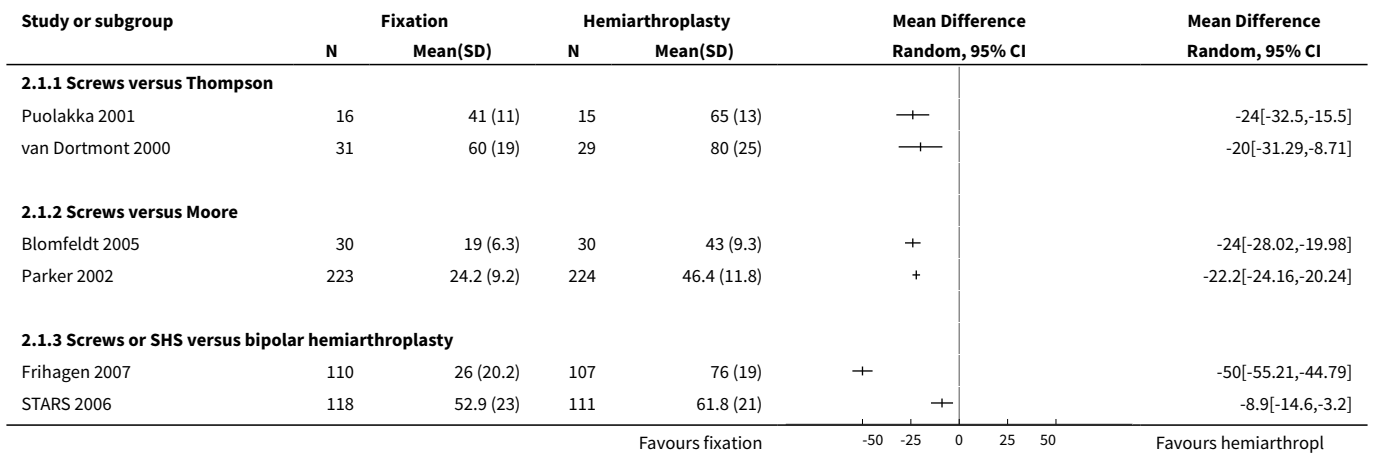 Study or subgroup Fixation Hemiarthroplasty Mean Difference Mean Difference
N Mean(SD) N Mean(SD) Random, 95% CI Random, 95% CI
2.1.1 Screws versus Thompson
Puolakka 2001 16 41 (11) 15 65 (13) -24[-32.5,-15.5]
van Dortmont 2000 31 60 (19) 29 80 (25) -20[-31.29,-8.71]
2.1.2 Screws versus Moore
Blomfeldt 2005 30 19 (6.3) 30 43 (9.3) -24[-28.02,-19.98]
Parker 2002 223 24.2 (9.2) 224 46.4 (11.8) -22.2[-24.16,-20.24]
2.1.3 Screws or SHS versus bipolar hemiarthroplasty
Frihagen 2007 110 26 (20.2) 107 76 (19) -50[-55.21,-44.79]
STARS 2006 118 52.9 (23) 111 61.8 (21) -8.9[-14.6,-3.2]
Favours fixation -50 -25 0 25 50 Favours hemiarthropl